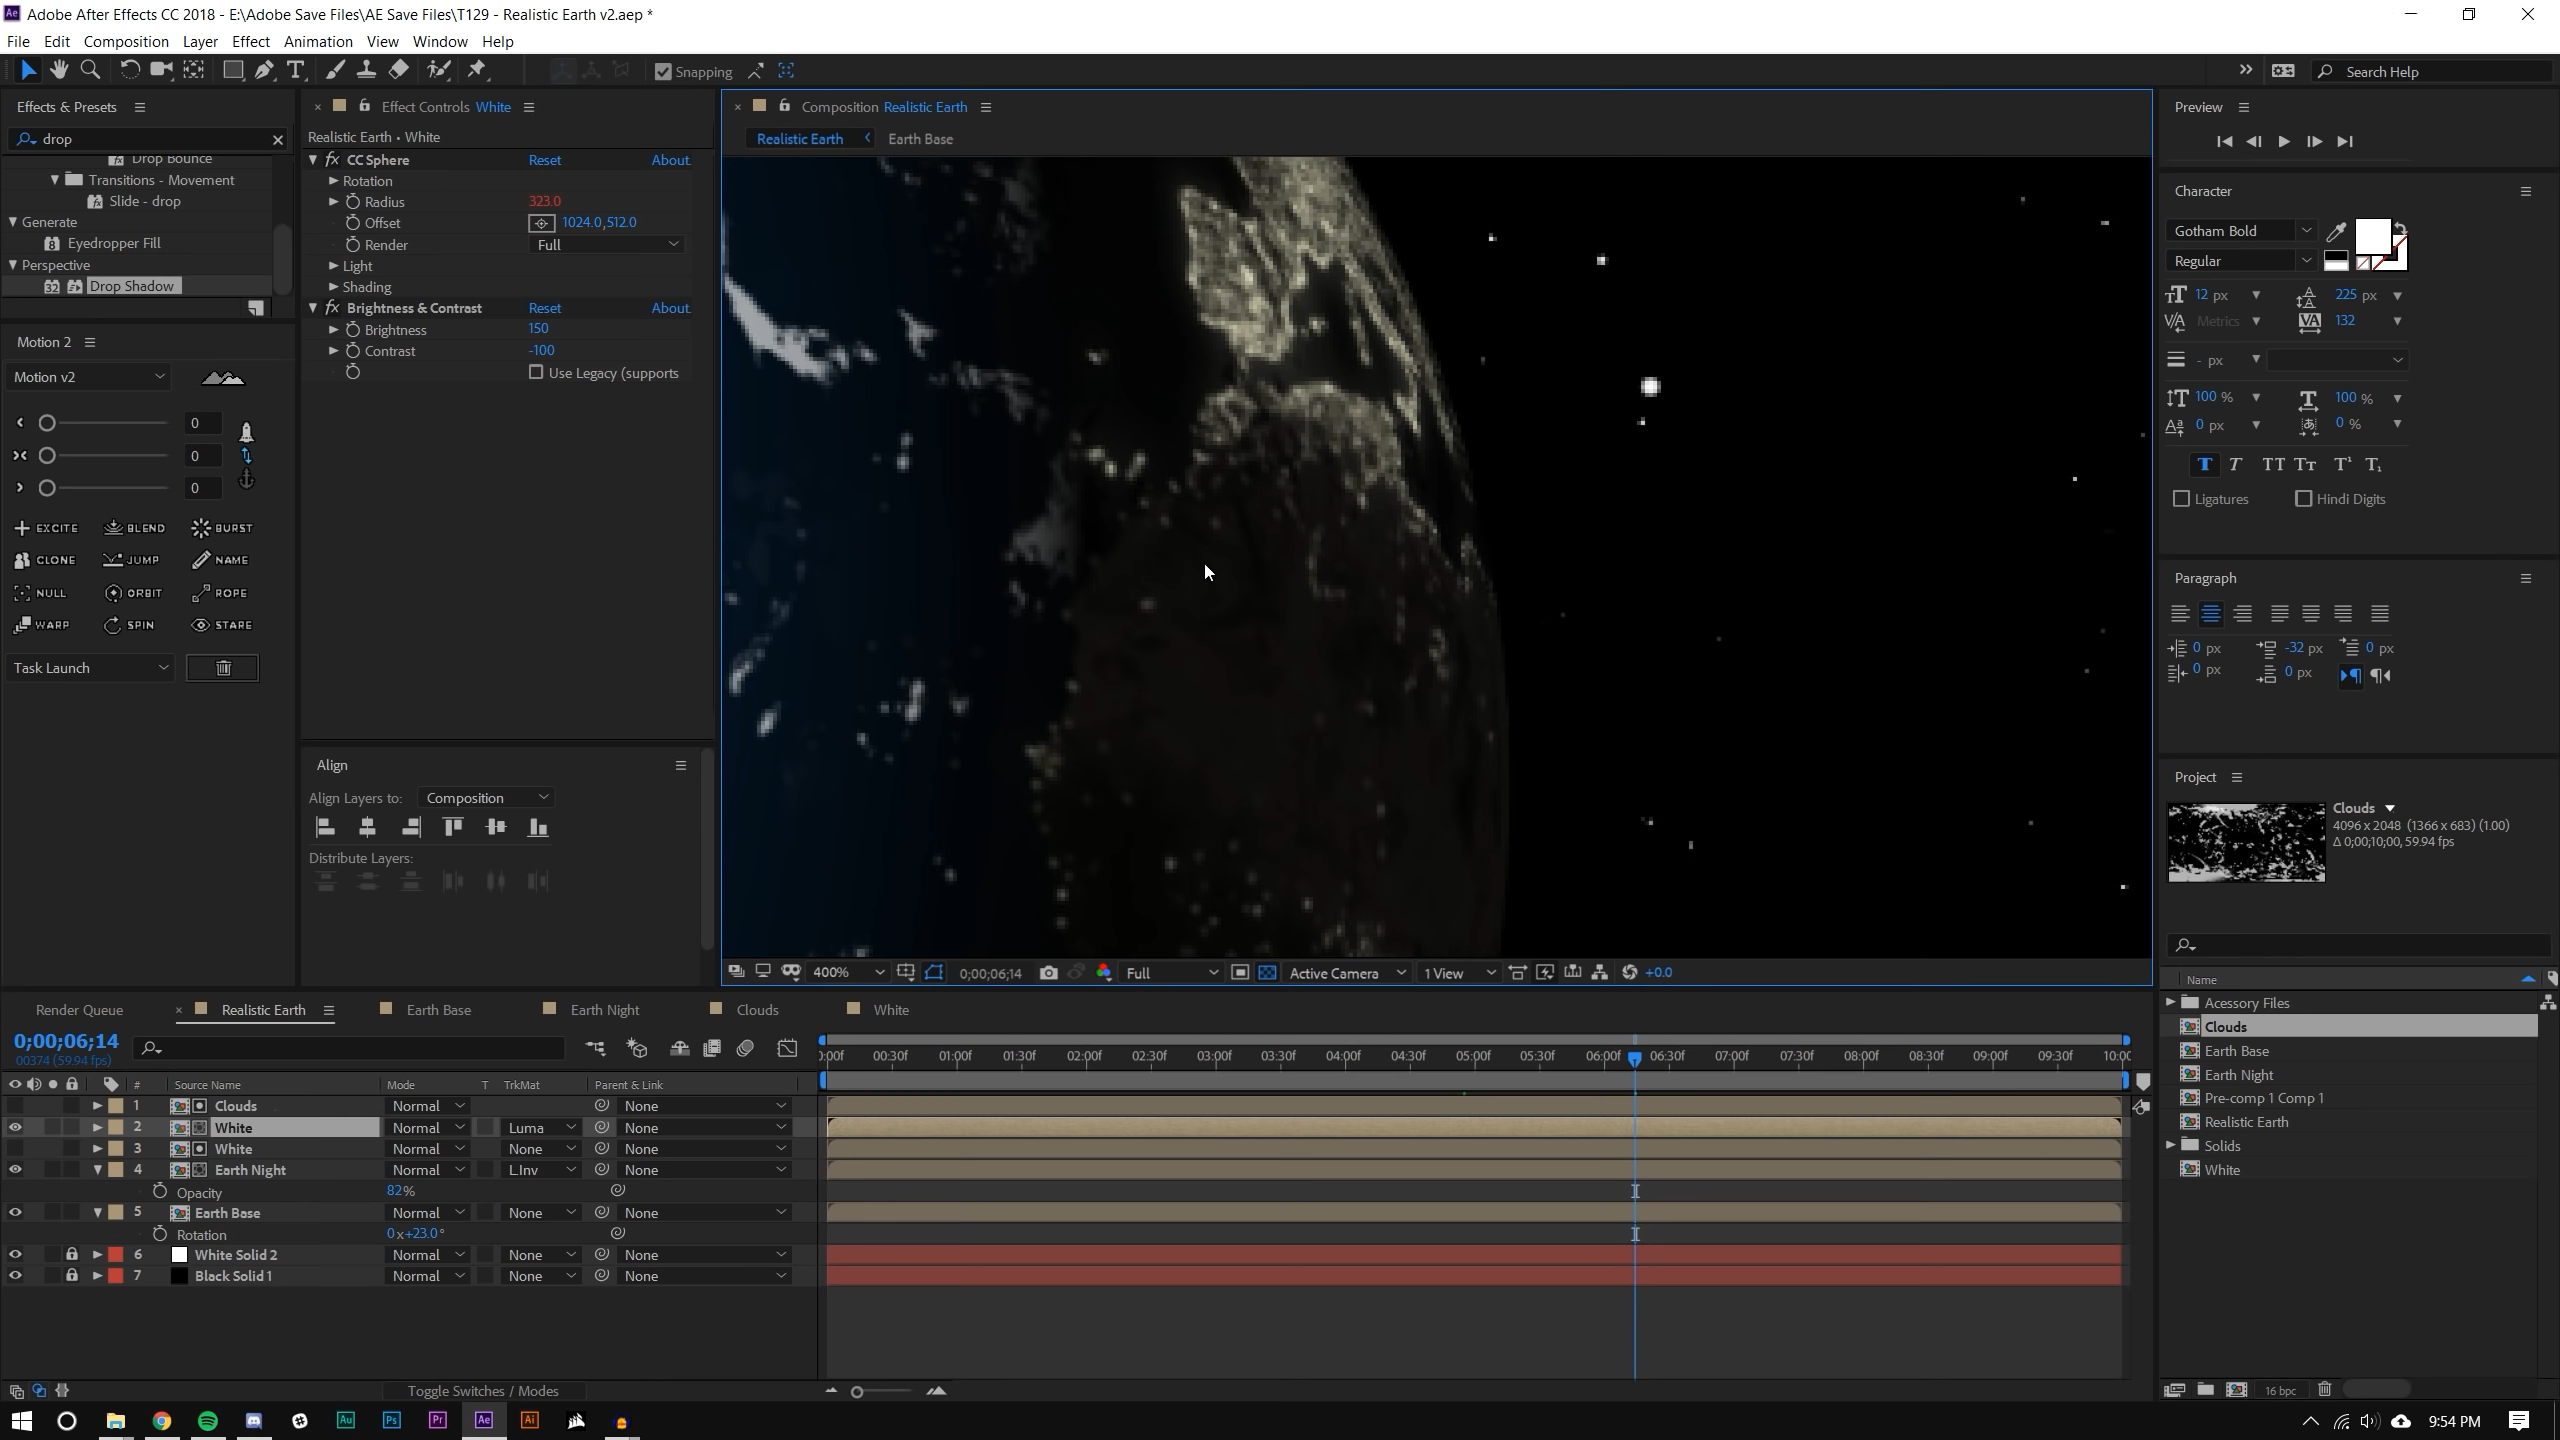 Adobe After Effects CC 2018 - E:\Adobe Save Files\AE Save Files\T129 - Realistic Earth v2.aep *
File Edit Composition Layer Effect Animation View Window Help
Snapping
Search Help
Effects & Presets
drop
Drop Bounce
Transitions - Movement
Slide - drop
Generate
Eyedropper Fill
Perspective
Drop Shadow
Motion 2
Motion v2
0
0
0
EXCITE BLEND BURST
CLONE JUMP NAME
NULL ORBIT ROPE
WARP SPIN STARE
Task Launch
Effect Controls White
Realistic Earth • White
CC Sphere Reset About.
Rotation
Radius 323.0
Offset 1024.0,512.0
Render Full
Light
Shading
Brightness & Contrast Reset About.
Brightness 150
Contrast -100
Use Legacy (supports
Align
Align Layers to: Composition
Distribute Layers:
Composition Realistic Earth
Realistic Earth Earth Base
400% 0;00;06;14 Full Active Camera 1 View +0.0
Preview
Character
Gotham Bold
Regular
12 px 225 px
Metrics 132
- px
100 % 100 %
0 px 0 %
Ligatures Hindi Digits
Paragraph
0 px -32 px 0 px
0 px 0 px
Project
Clouds
4096 x 2048 (1366 x 683) (1.00)
Δ 0;00;10;00, 59.94 fps
Name
Acessory Files
Clouds
Earth Base
Earth Night
Pre-comp 1 Comp 1
Realistic Earth
Solids
White
16 bpc
Render Queue Realistic Earth Earth Base Earth Night Clouds White
0;00;06;14
00374 (59.94 fps)
):00f 00:30f 01:00f 01:30f 02:00f 02:30f 03:00f 03:30f 04:00f 04:30f 05:00f 05:30f 06:00f 06:30f 07:00f 07:30f 08:00f 08:30f 09:00f 09:30f 10:00
# Source Name Mode T TrkMat Parent & Link
1 Clouds Normal None
2 White Normal Luma None
3 White Normal None None
4 Earth Night Normal L.Inv None
Opacity 82%
5 Earth Base Normal None None
Rotation 0x+23.0°
6 White Solid 2 Normal None None
7 Black Solid 1 Normal None None
Toggle Switches / Modes
Au Ps Pr Ae Ai
9:54 PM